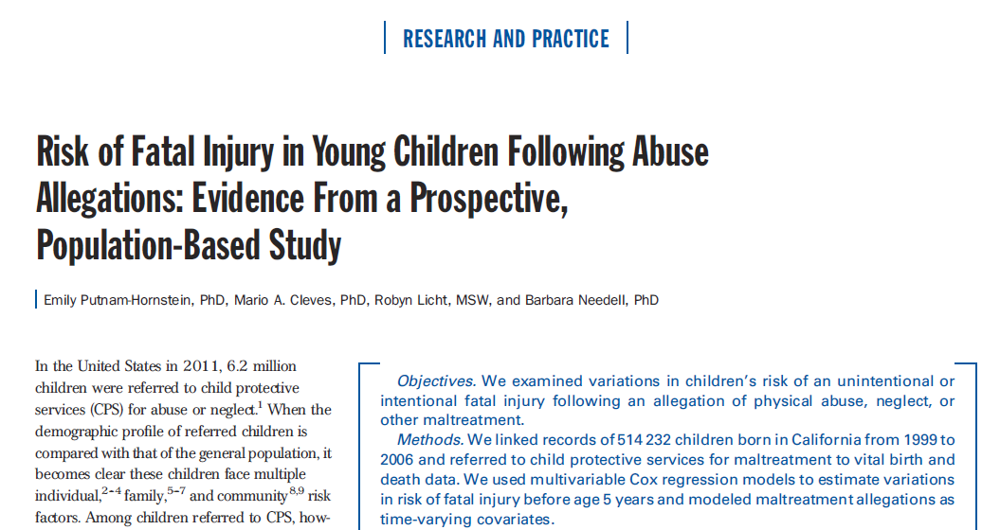 RESEARCH AND PRACTICE
Risk of Fatal Injury in Young Children Following Abuse
Allegations: Evidence From a Prospective,
Population-Based Study
Emily Putnam-Hornstein, PhD, Mario A. Cleves, PhD, Robyn Licht, MSW, and Barbara Needell, PhD
In the United States in 2011, 6.2 million
children were referred to child protective
services (CPS) for abuse or neglect.1 When the
demographic profile of referred children is
compared with that of the general population, it
becomes clear these children face multiple
individual,2-4 family,5-7 and community8,9 risk
factors. Among children referred to CPS, how-
Objectives. We examined variations in children's risk of an unintentional or
intentional fatal injury following an allegation of physical abuse, neglect, or
other maltreatment.
Methods. We linked records of 514 232 children born in California from 1999 to
2006 and referred to child protective services for maltreatment to vital birth and
death data. We used multivariable Cox regression models to estimate variations
in risk of fatal injury before age 5 years and modeled maltreatment allegations as
time-varying covariates.